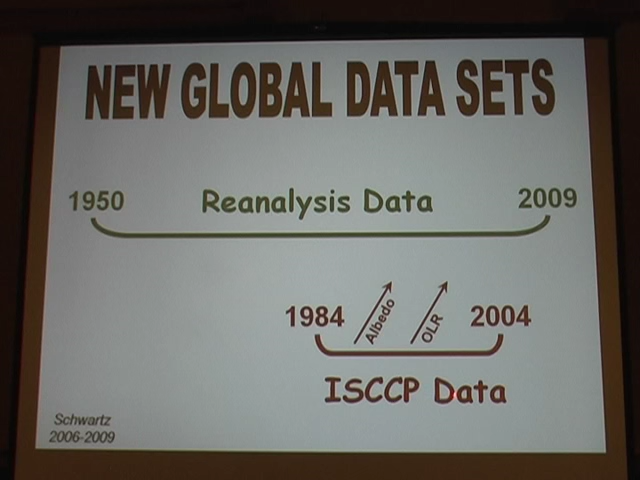 NEW GLOBAL DATA SETS
1950 Reanalysis Data 2009
1984 Albedo OLR 2004
ISCCP Data
Schwartz
2006-2009